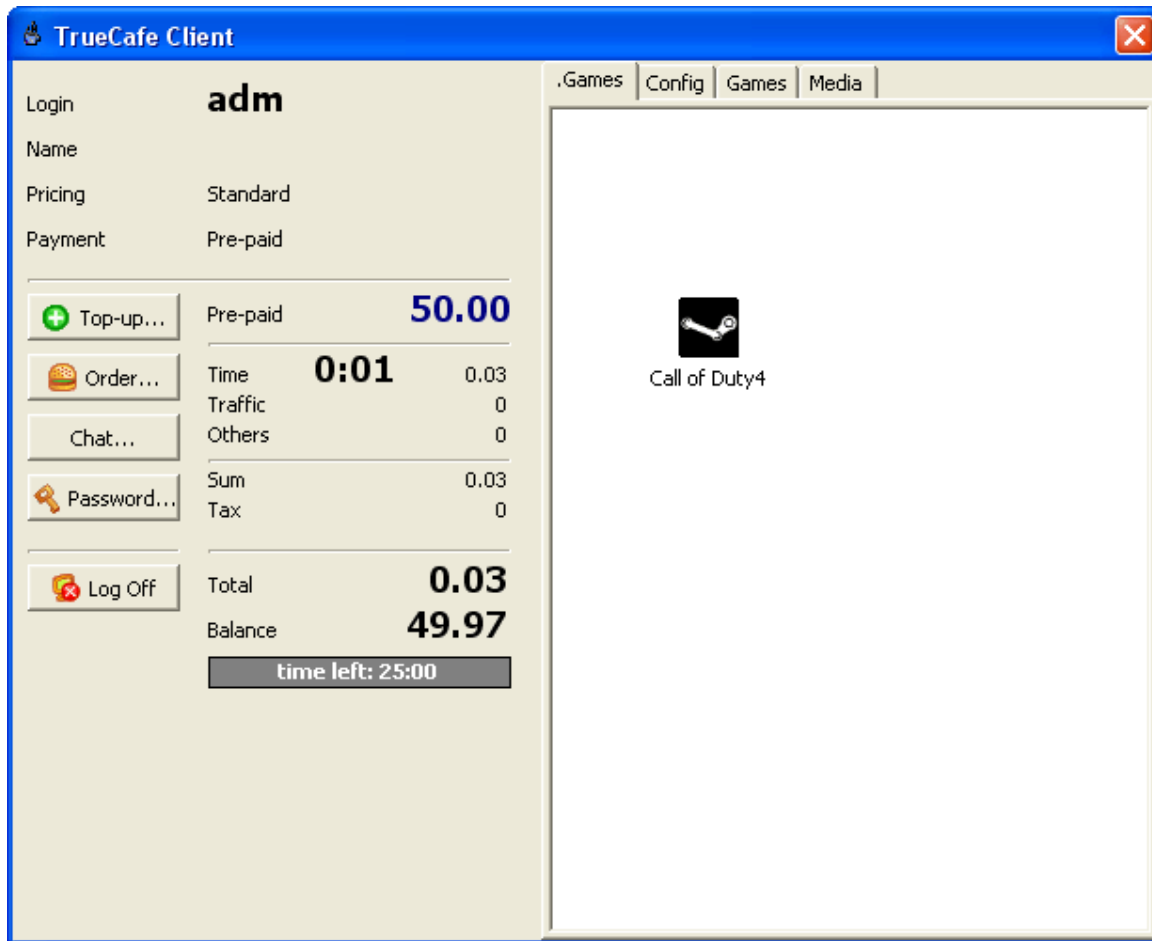 TrueCafe Client
Login adm
Name
Pricing Standard
Payment Pre-paid
Top-up...
Order...
Chat...
Password...
Log Off
Pre-paid 50.00
Time 0:01 0.03
Traffic 0
Others 0
Sum 0.03
Tax 0
Total 0.03
Balance 49.97
time left: 25:00
.Games Config Games Media
Call of Duty4